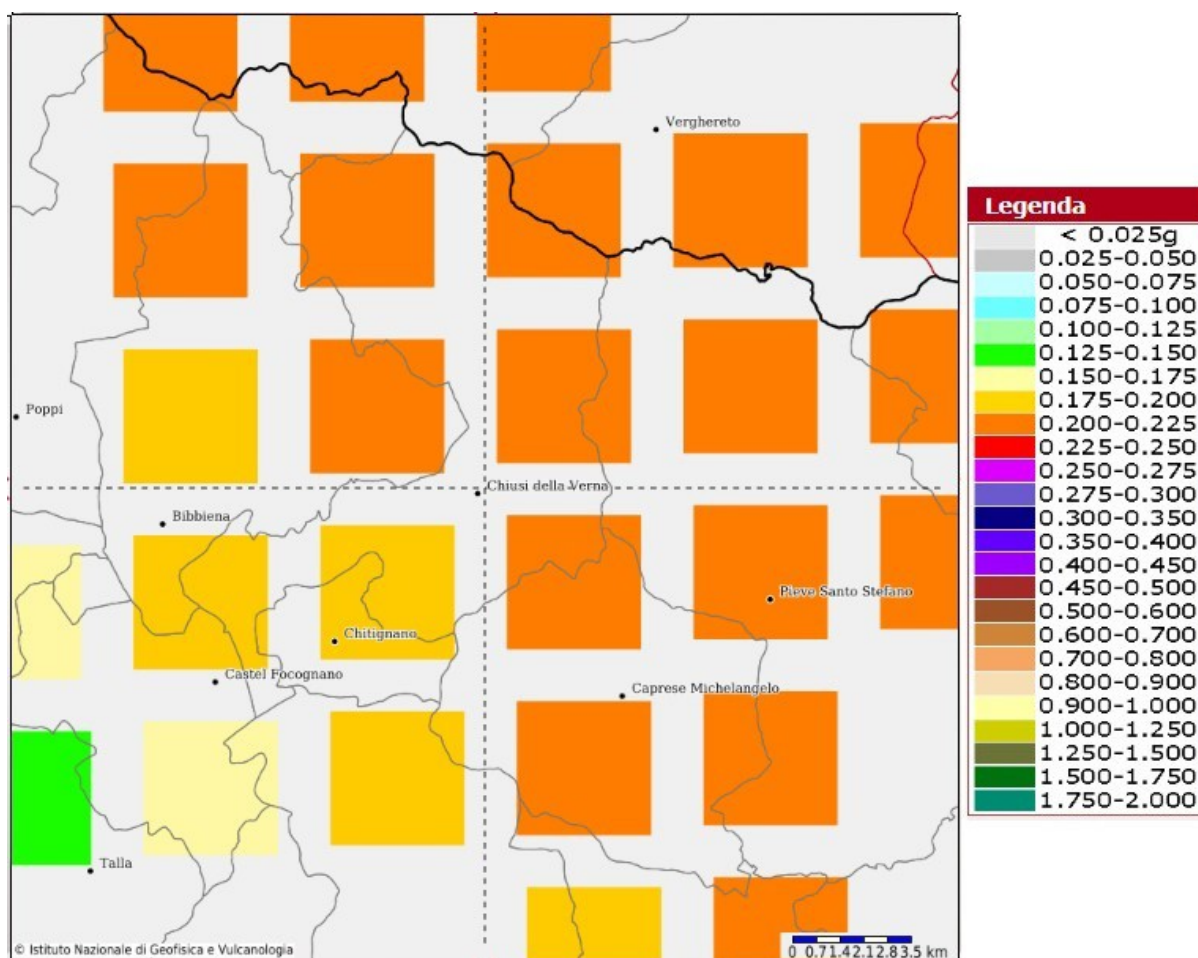 Verghereto
Poppi
Chiusi della Verna
Bibbiena
Pieve Santo Stefano
Chitignano
Castel Focognano
Caprese Michelangelo
Talla
© Istituto Nazionale di Geofisica e Vulcanologia
0 0.71.42.12.83.5 km
Legenda
< 0.025g
0.025-0.050
0.050-0.075
0.075-0.100
0.100-0.125
0.125-0.150
0.150-0.175
0.175-0.200
0.200-0.225
0.225-0.250
0.250-0.275
0.275-0.300
0.300-0.350
0.350-0.400
0.400-0.450
0.450-0.500
0.500-0.600
0.600-0.700
0.700-0.800
0.800-0.900
0.900-1.000
1.000-1.250
1.250-1.500
1.500-1.750
1.750-2.000